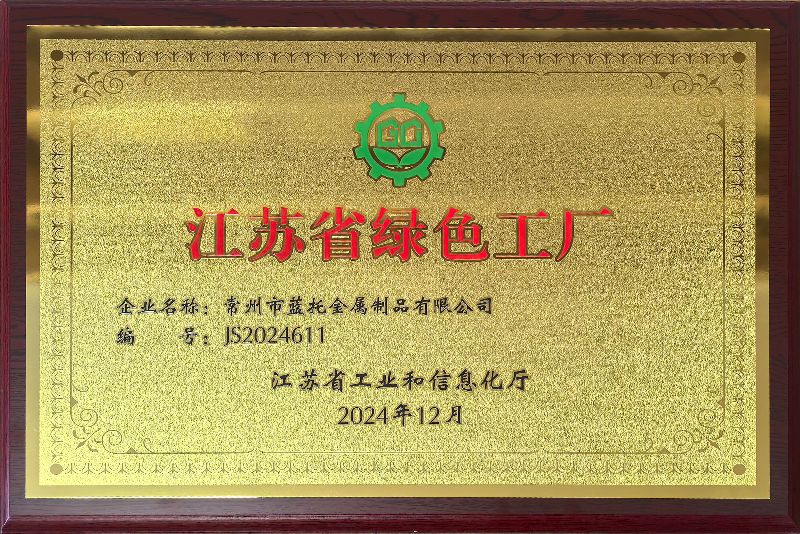 江苏省绿色工厂
企业名称：常州市蓝托金属制品有限公司
编 号：JS2024611
江苏省工业和信息化厅
2024年12月